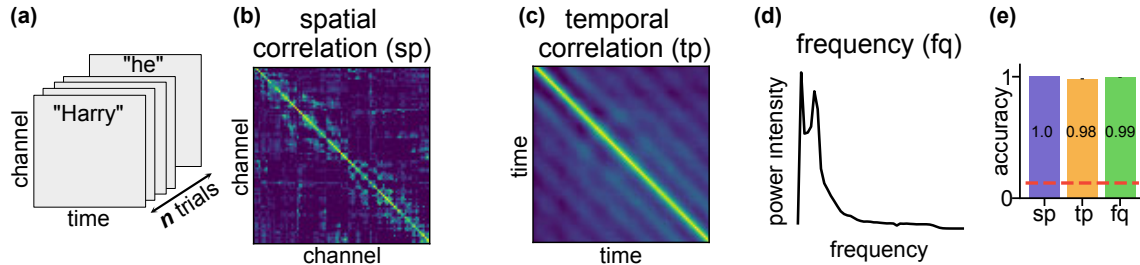 (a)
"he"
"Harry"
channel
time
n trials
(b)
spatial
correlation (sp)
channel
channel
(c)
temporal
correlation (tp)
time
time
(d)
frequency (fq)
power intensity
frequency
(e)
accuracy
1
0
1.0
0.98
0.99
sp
tp
fq